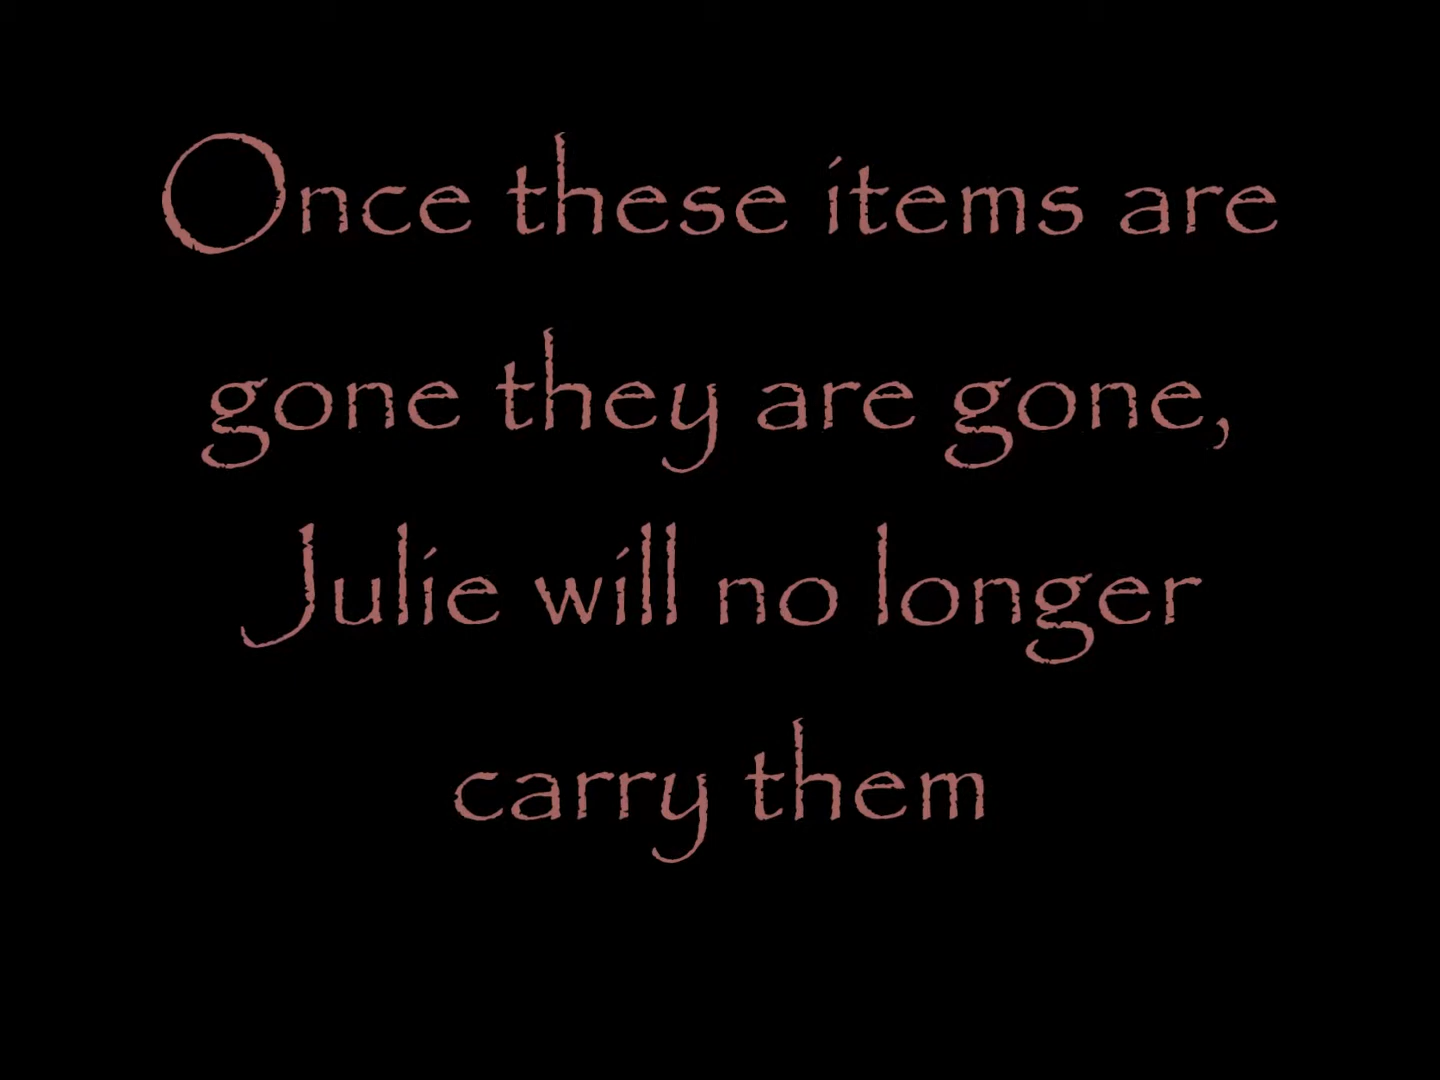 Once these items are
gone they are gone,
Julie will no longer
carry them